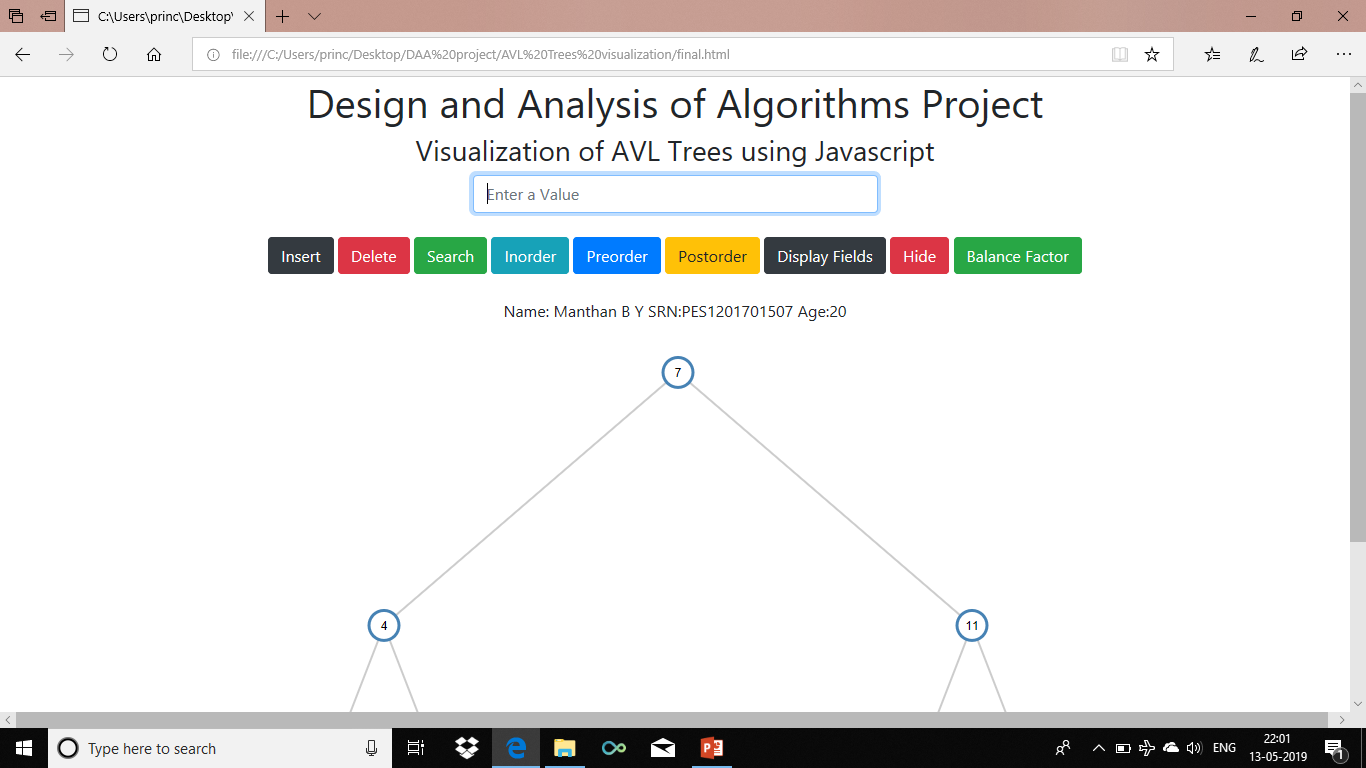 C:\Users\princ\Desktop\
file:///C:/Users/princ/Desktop/DAA%20project/AVL%20Trees%20visualization/final.html
Design and Analysis of Algorithms Project
Visualization of AVL Trees using Javascript
Enter a Value
Insert Delete Search Inorder Preorder Postorder Display Fields Hide Balance Factor
Name: Manthan B Y SRN:PES1201701507 Age:20
7
4 11
Type here to search
ENG
22:01
13-05-2019
1